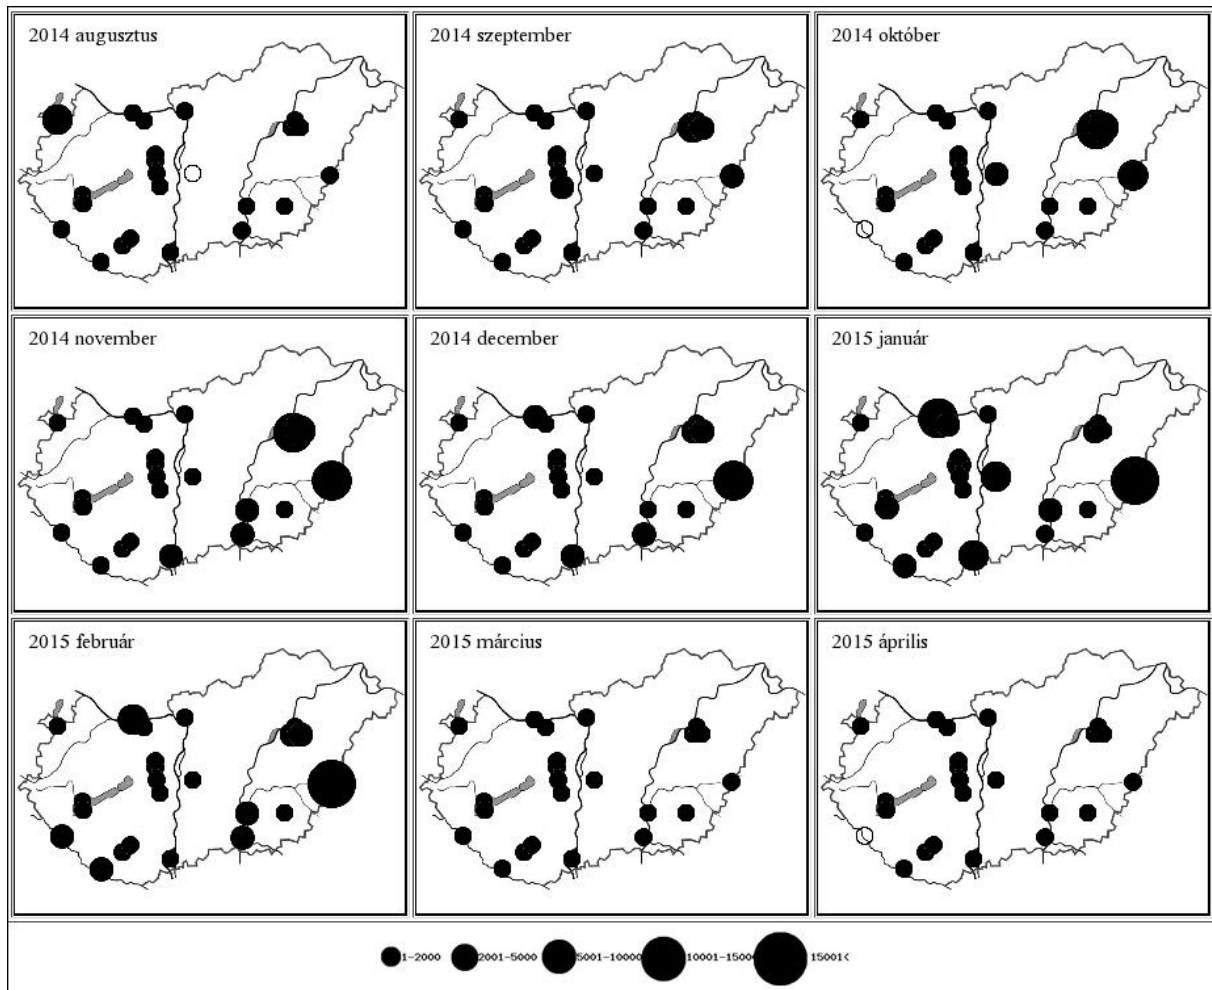 2014 augusztus
2014 szeptember
2014 október
2014 november
2014 december
2015 január
2015 február
2015 március
2015 április
1-2000 2001-5000 5001-10000 10001-1500 15001<